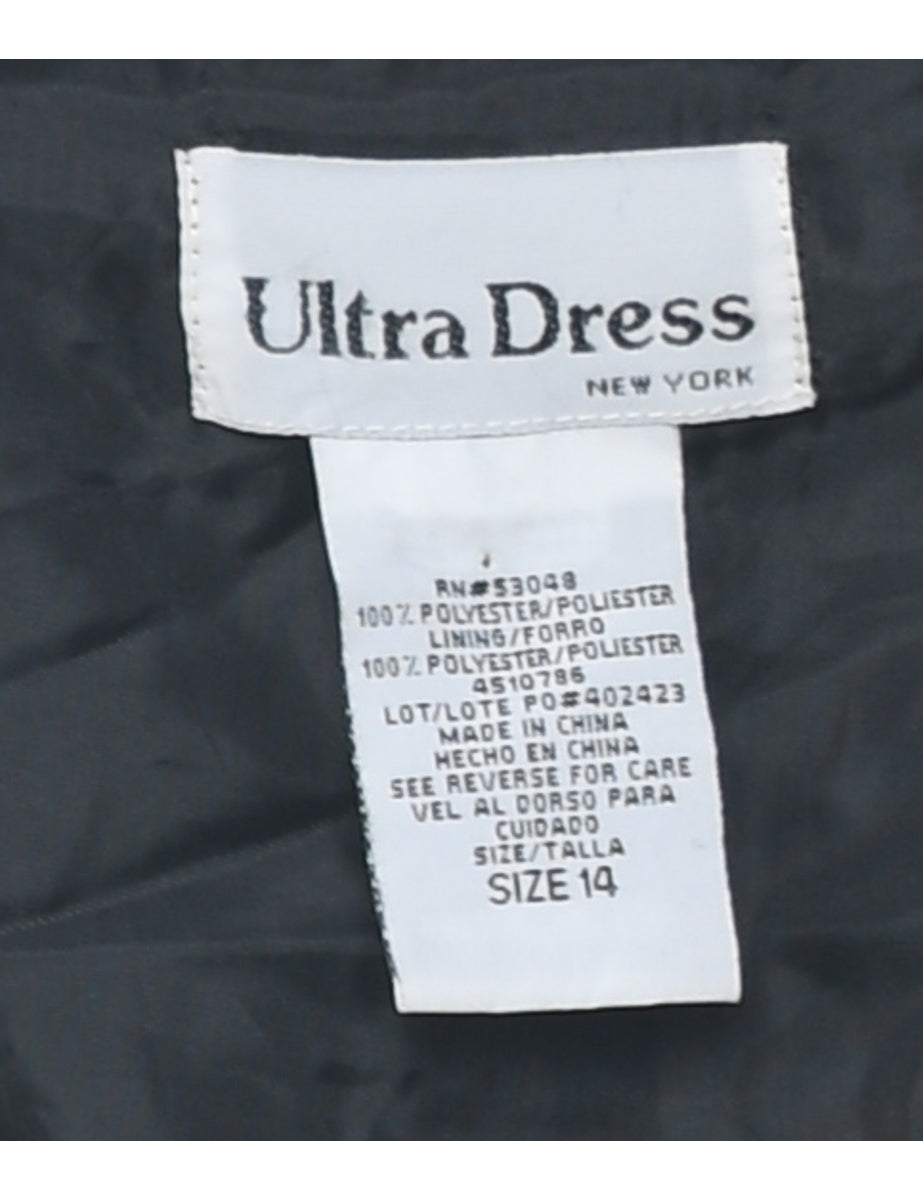 Ultra Dress
NEW YORK
RN#53048
100% POLYESTER/POLIESTER
LINING/FORRO
100% POLYESTER/POLIESTER
4510786
LOT/LOTE PO#402423
MADE IN CHINA
HECHO EN CHINA
SEE REVERSE FOR CARE
VEL AL DORSO PARA
CUIDADO
SIZE/TALLA
SIZE 14